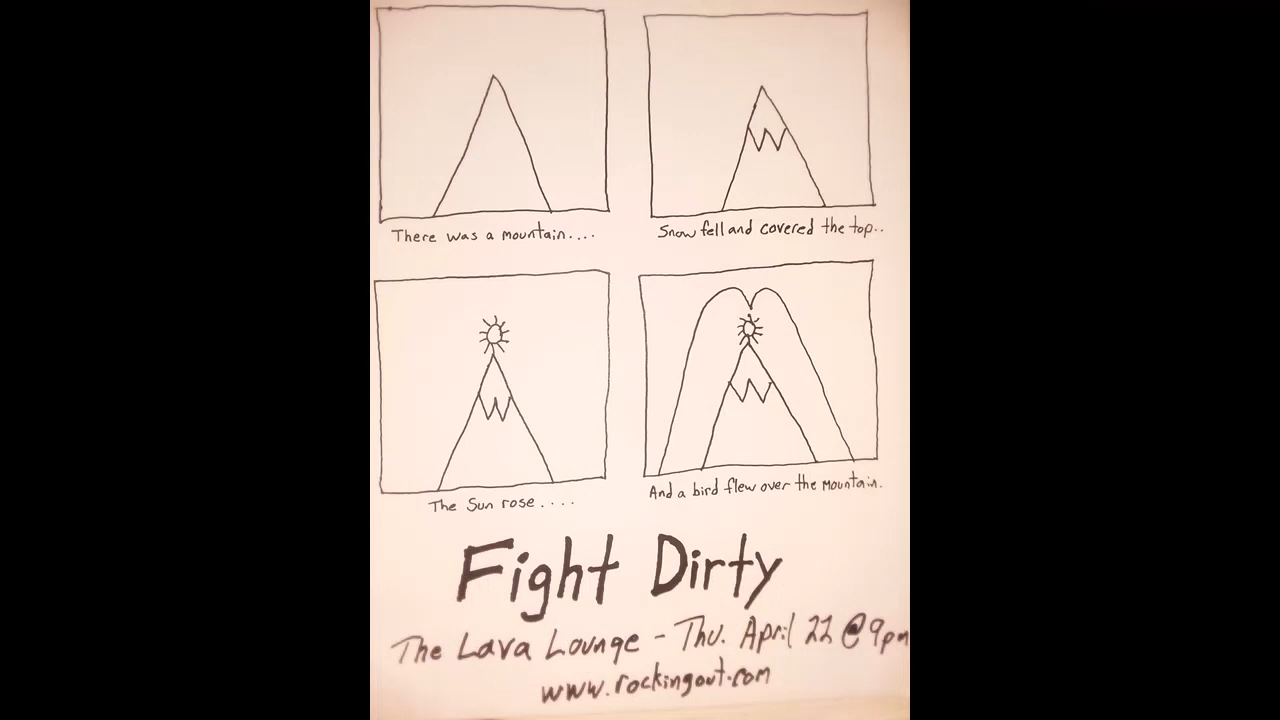 There was a mountain....
Snow fell and covered the top..
The Sun rose....
And a bird flew over the Mountain.
Fight Dirty
The Lava Lounge - Thu. April 22 @ 9pm
www.rockingout.com